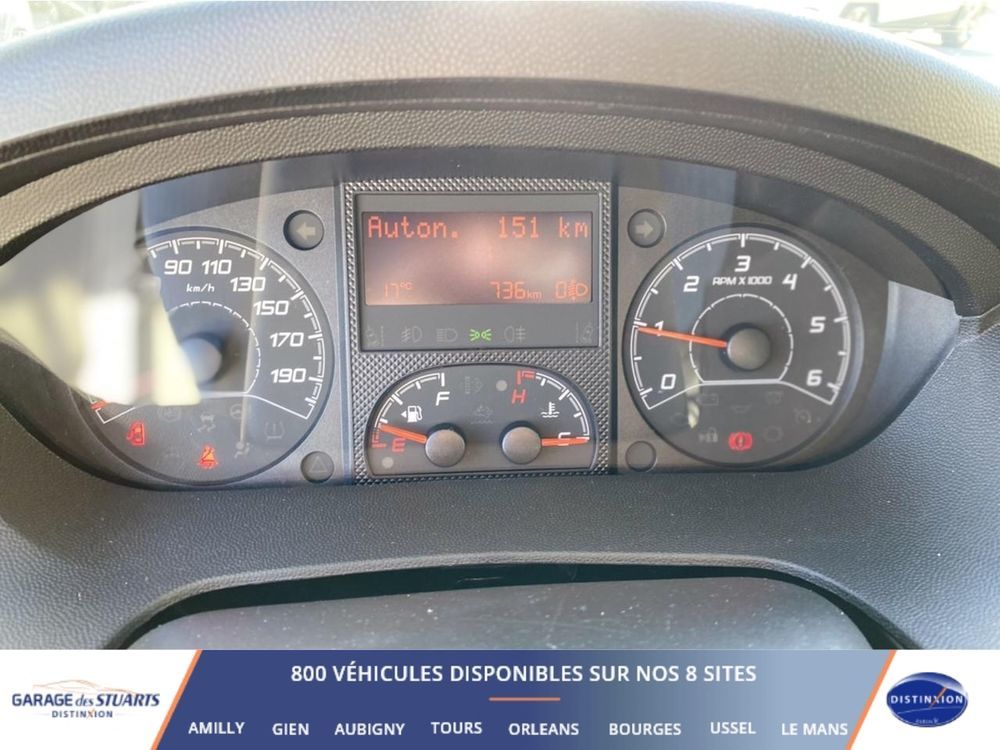 Auton. 151 km
17°C 736km 0
90 110 130 150 170 190
km/h
F
E
H
C
0 1 2 3 4 5 6
RPM X 1000
800 VÉHICULES DISPONIBLES SUR NOS 8 SITES
GARAGE des STUARTS
DISTINXION
AMILLY GIEN AUBIGNY TOURS ORLEANS BOURGES USSEL LE MANS
DISTINXION